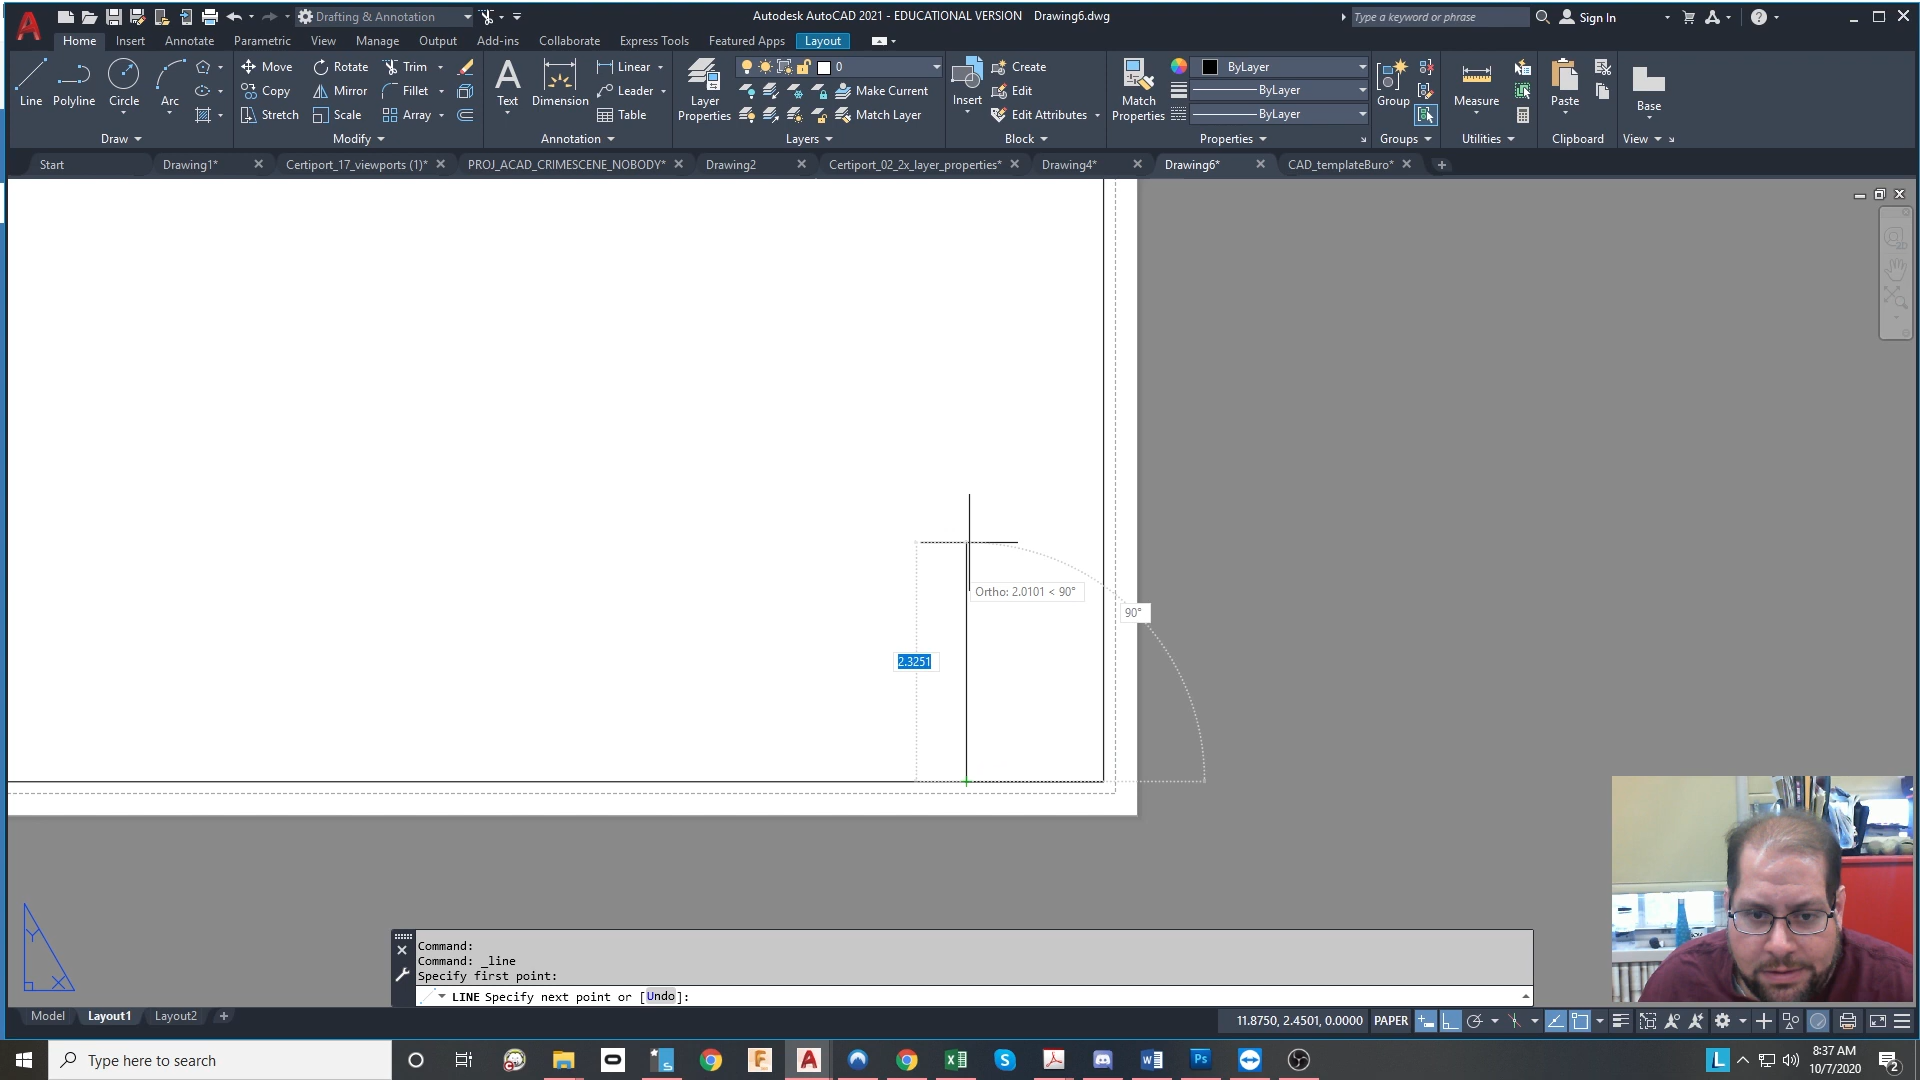 Drafting & Annotation
Autodesk AutoCAD 2021 - EDUCATIONAL VERSION Drawing6.dwg
Type a keyword or phrase
Sign In
Home Insert Annotate Parametric View Manage Output Add-ins Collaborate Express Tools Featured Apps Layout
Line Polyline Circle Arc
Move Rotate Trim
Copy Mirror Fillet
Stretch Scale Array
Text Dimension
Linear
Leader
Table
Layer Properties
0
Make Current
Match Layer
Insert
Create
Edit
Edit Attributes
Match Properties
ByLayer
ByLayer
ByLayer
Group
Measure
Paste
Base
Draw Modify Annotation Layers Block Properties Groups Utilities Clipboard View
Start Drawing1* Certiport_17_viewports (1)* PROJ_ACAD_CRIMESCENE_NOBODY* Drawing2 Certiport_02_2x_layer_properties* Drawing4* Drawing6* CAD_templateBuro*
Ortho: 2.0101 < 90°
90°
2.3251
Y
X
Command:
Command: _line
Specify first point:
LINE Specify next point or [Undo]:
Model Layout1 Layout2
11.8750, 2.4501, 0.0000 PAPER
Type here to search
8:37 AM
10/7/2020
2